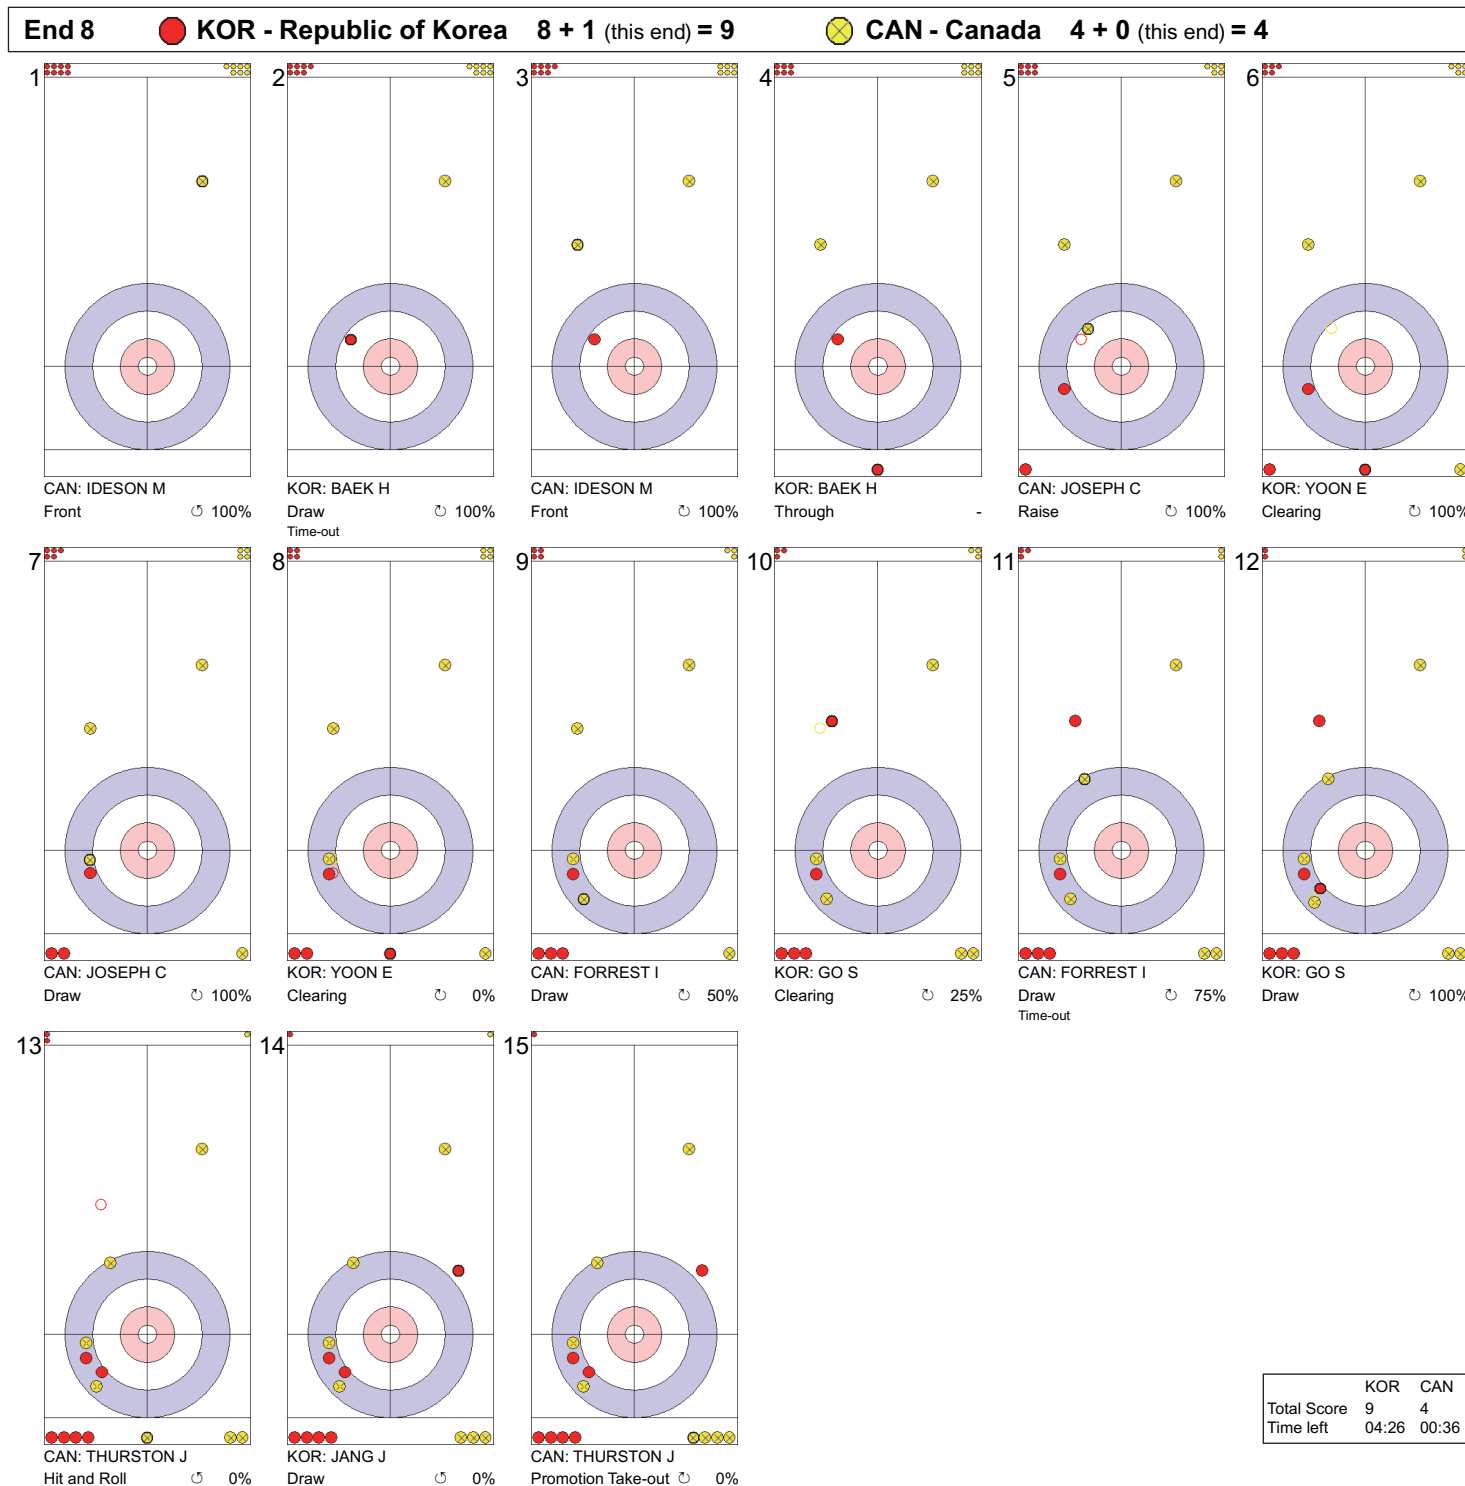 End 8 KOR - Republic of Korea 8 + 1 (this end) = 9 CAN - Canada 4 + 0 (this end) = 4
1 2 3 4 5 6
CAN: IDESON M KOR: BAEK H CAN: IDESON M KOR: BAEK H CAN: JOSEPH C KOR: YOON E
Front ↺ 100% Draw ↻ 100% Front ↻ 100% Through - Raise ↻ 100% Clearing ↻ 100%
Time-out
7 8 9 10 11 12
CAN: JOSEPH C KOR: YOON E CAN: FORREST I KOR: GO S CAN: FORREST I KOR: GO S
Draw ↻ 100% Clearing ↻ 0% Draw ↻ 50% Clearing ↻ 25% Draw ↻ 75% Draw ↻ 100%
Time-out
13 14 15
CAN: THURSTON J KOR: JANG J CAN: THURSTON J
Hit and Roll ↺ 0% Draw ↺ 0% Promotion Take-out ↻ 0%
KOR CAN
Total Score 9 4
Time left 04:26 00:36